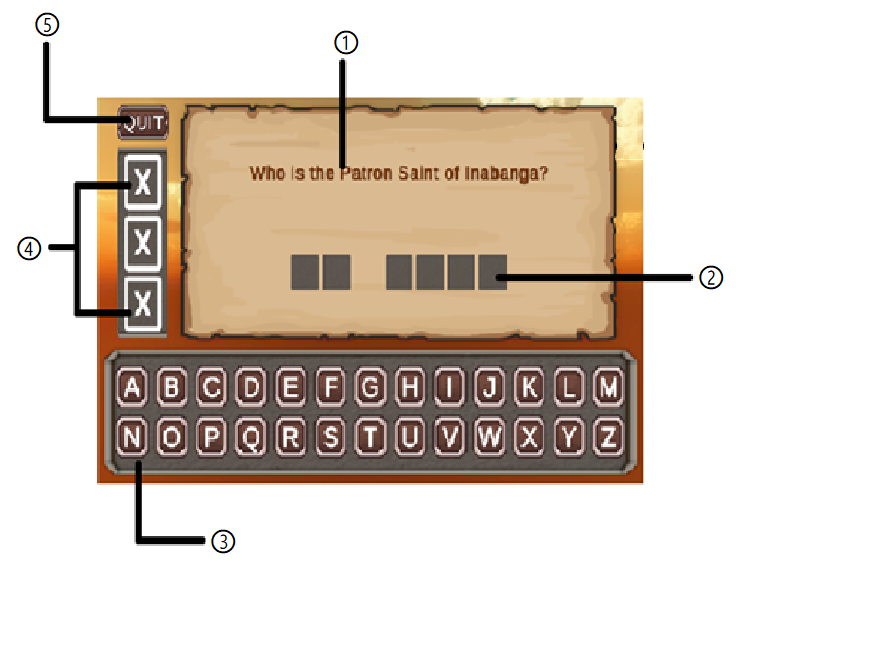 ⑤
①
QUIT
Who is the Patron Saint of Inabanga?
X
④
X
②
X
A B C D E F G H I J K L M
N O P Q R S T U V W X Y Z
③